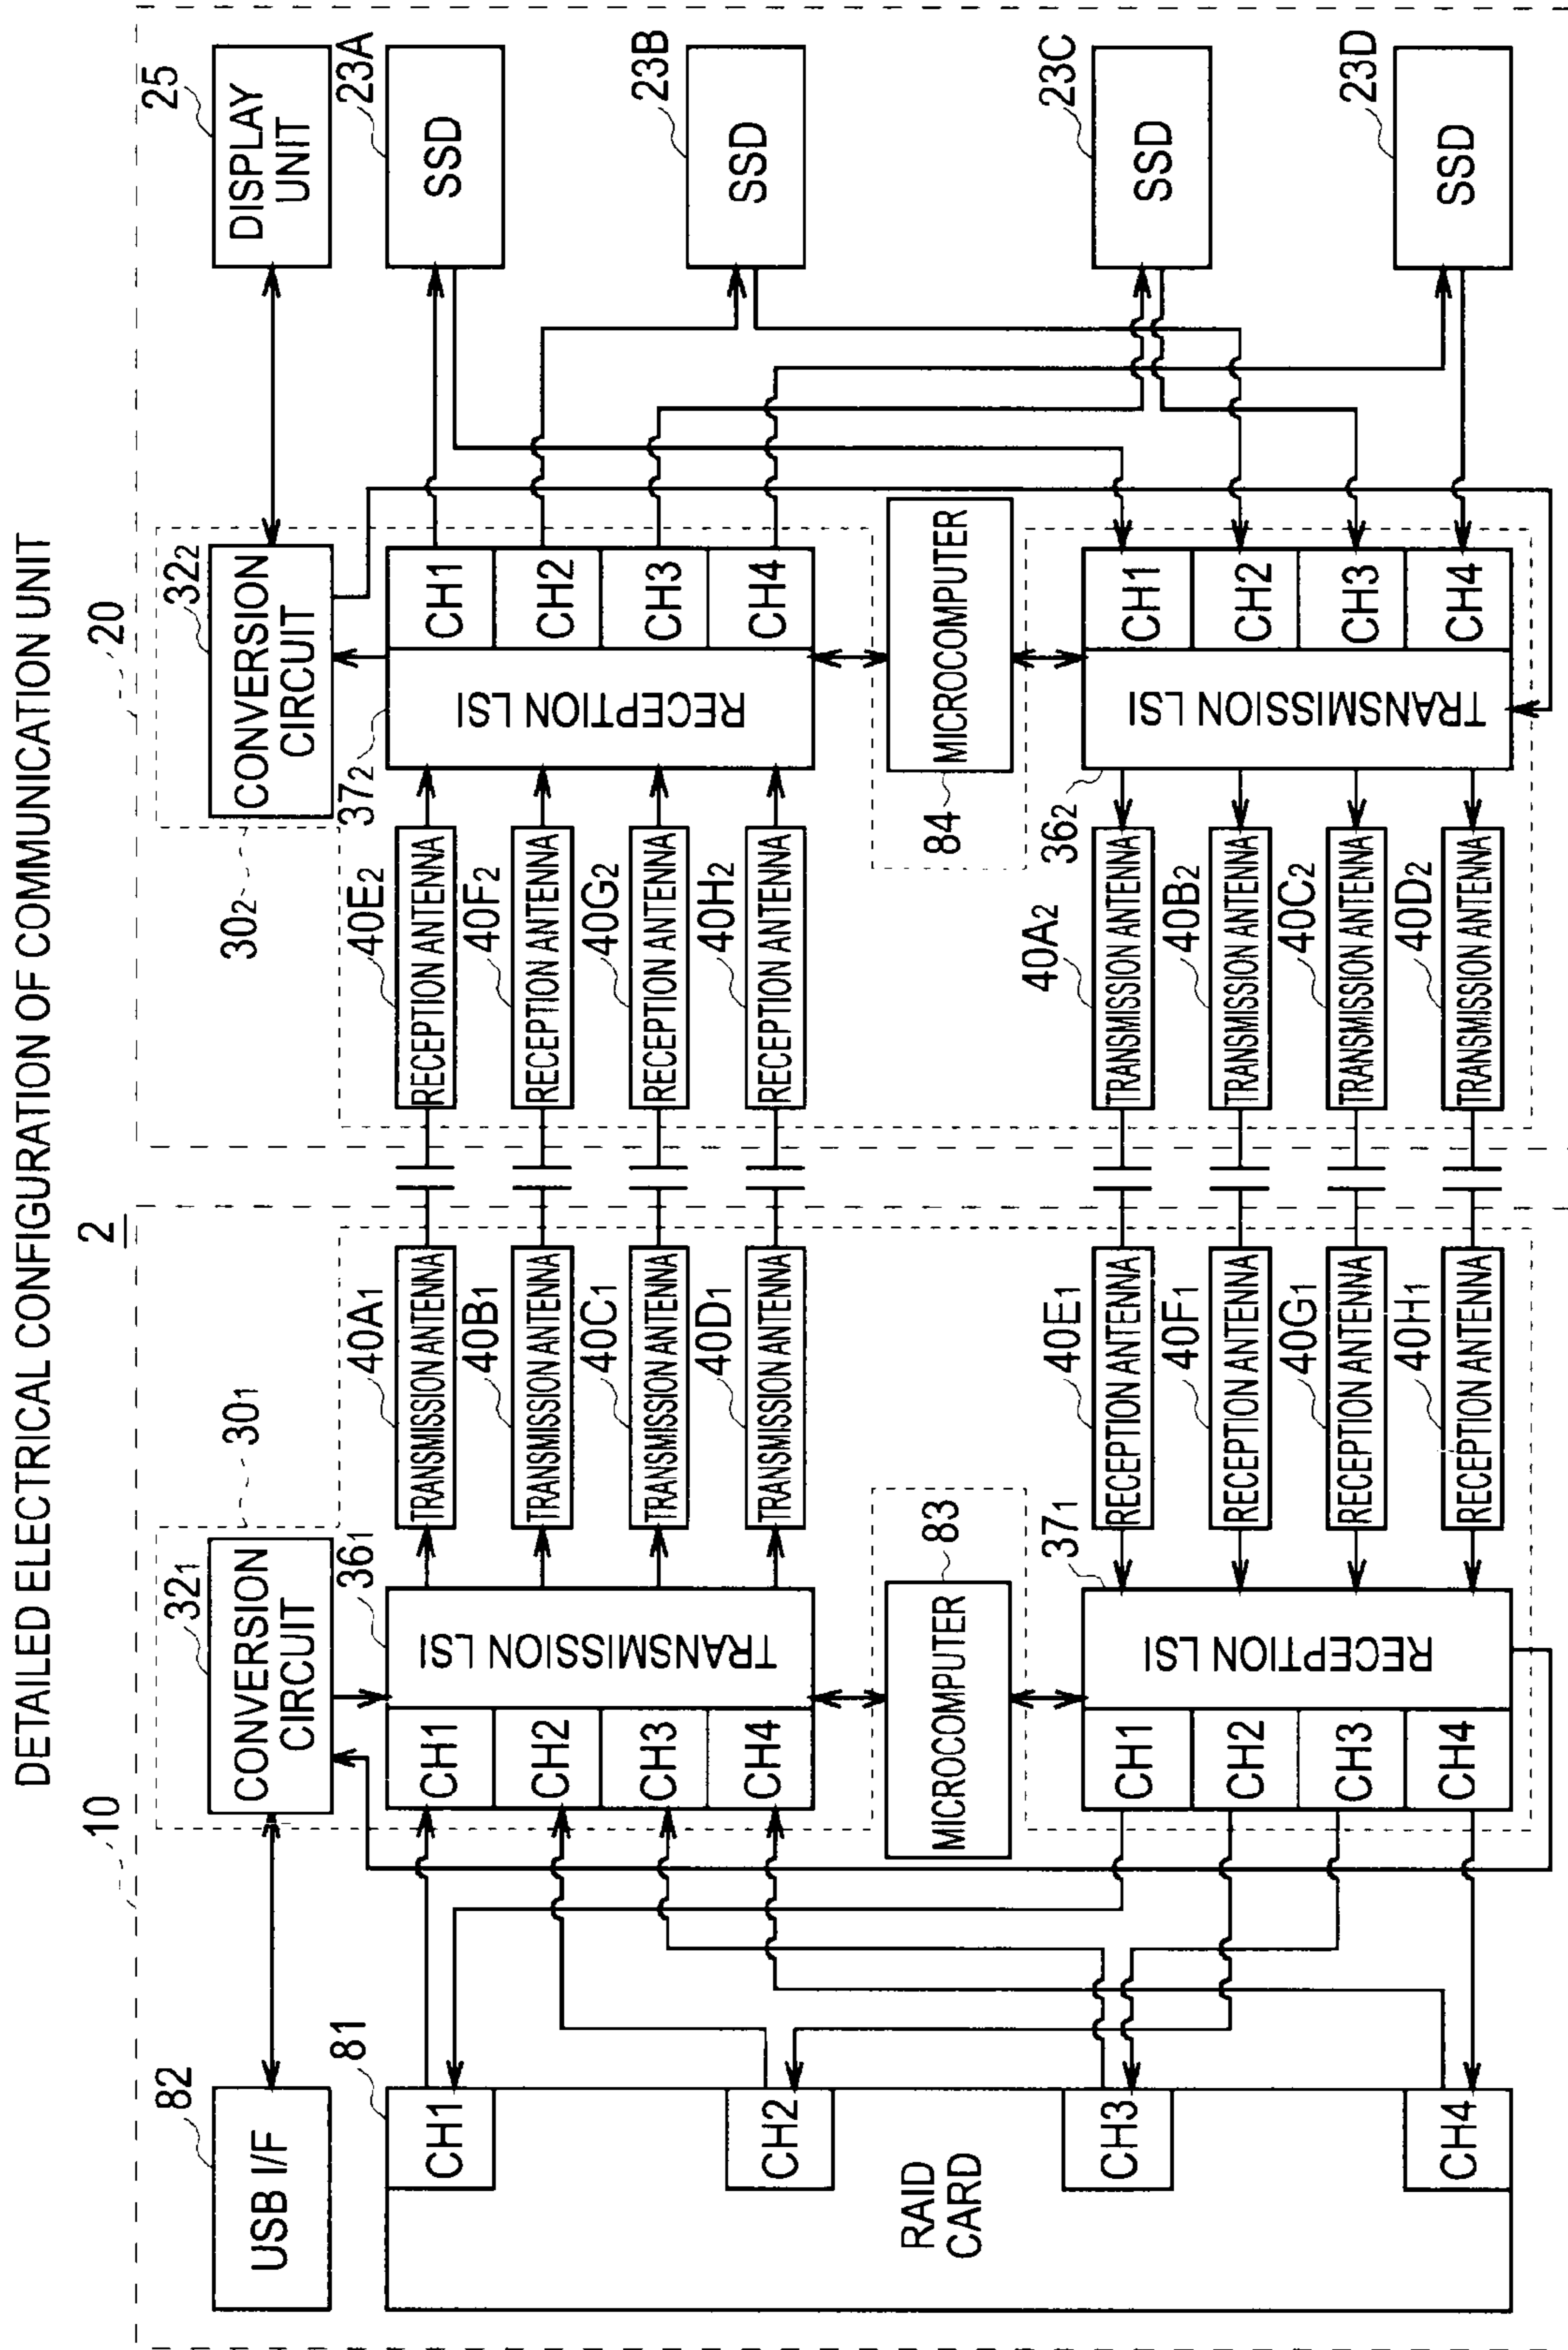 DETAILED ELECTRICAL CONFIGURATION OF COMMUNICATION UNIT
2
10
20
82
USB I/F
81
RAID
CARD
CH1
CH2
CH3
CH4
30₁
32₁
CONVERSION
CIRCUIT
36₁
TRANSMISSION LSI
CH1
CH2
CH3
CH4
83
MICROCOMPUTER
37₁
RECEPTION LSI
CH1
CH2
CH3
CH4
40A₁
TRANSMISSION ANTENNA
40B₁
TRANSMISSION ANTENNA
40C₁
TRANSMISSION ANTENNA
40D₁
TRANSMISSION ANTENNA
40E₁
RECEPTION ANTENNA
40F₁
RECEPTION ANTENNA
40G₁
RECEPTION ANTENNA
40H₁
RECEPTION ANTENNA
30₂
40E₂
RECEPTION ANTENNA
40F₂
RECEPTION ANTENNA
40G₂
RECEPTION ANTENNA
40H₂
RECEPTION ANTENNA
40A₂
TRANSMISSION ANTENNA
40B₂
TRANSMISSION ANTENNA
40C₂
TRANSMISSION ANTENNA
40D₂
TRANSMISSION ANTENNA
32₂
CONVERSION
CIRCUIT
37₂
RECEPTION LSI
CH1
CH2
CH3
CH4
84
MICROCOMPUTER
36₂
TRANSMISSION LSI
CH1
CH2
CH3
CH4
25
DISPLAY
UNIT
23A
SSD
23B
SSD
23C
SSD
23D
SSD